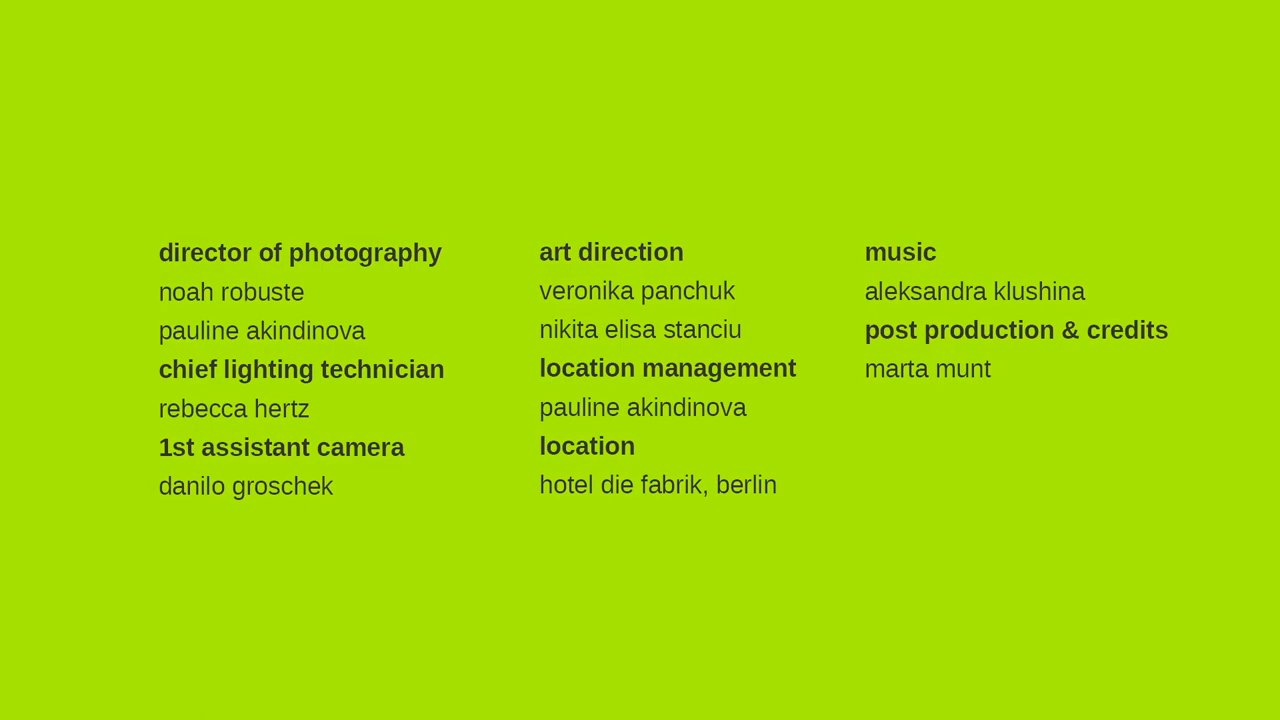 director of photography
noah robuste
pauline akindinova
chief lighting technician
rebecca hertz
1st assistant camera
danilo groschek
art direction
veronika panchuk
nikita elisa stanciu
location management
pauline akindinova
location
hotel die fabrik, berlin
music
aleksandra klushina
post production & credits
marta munt